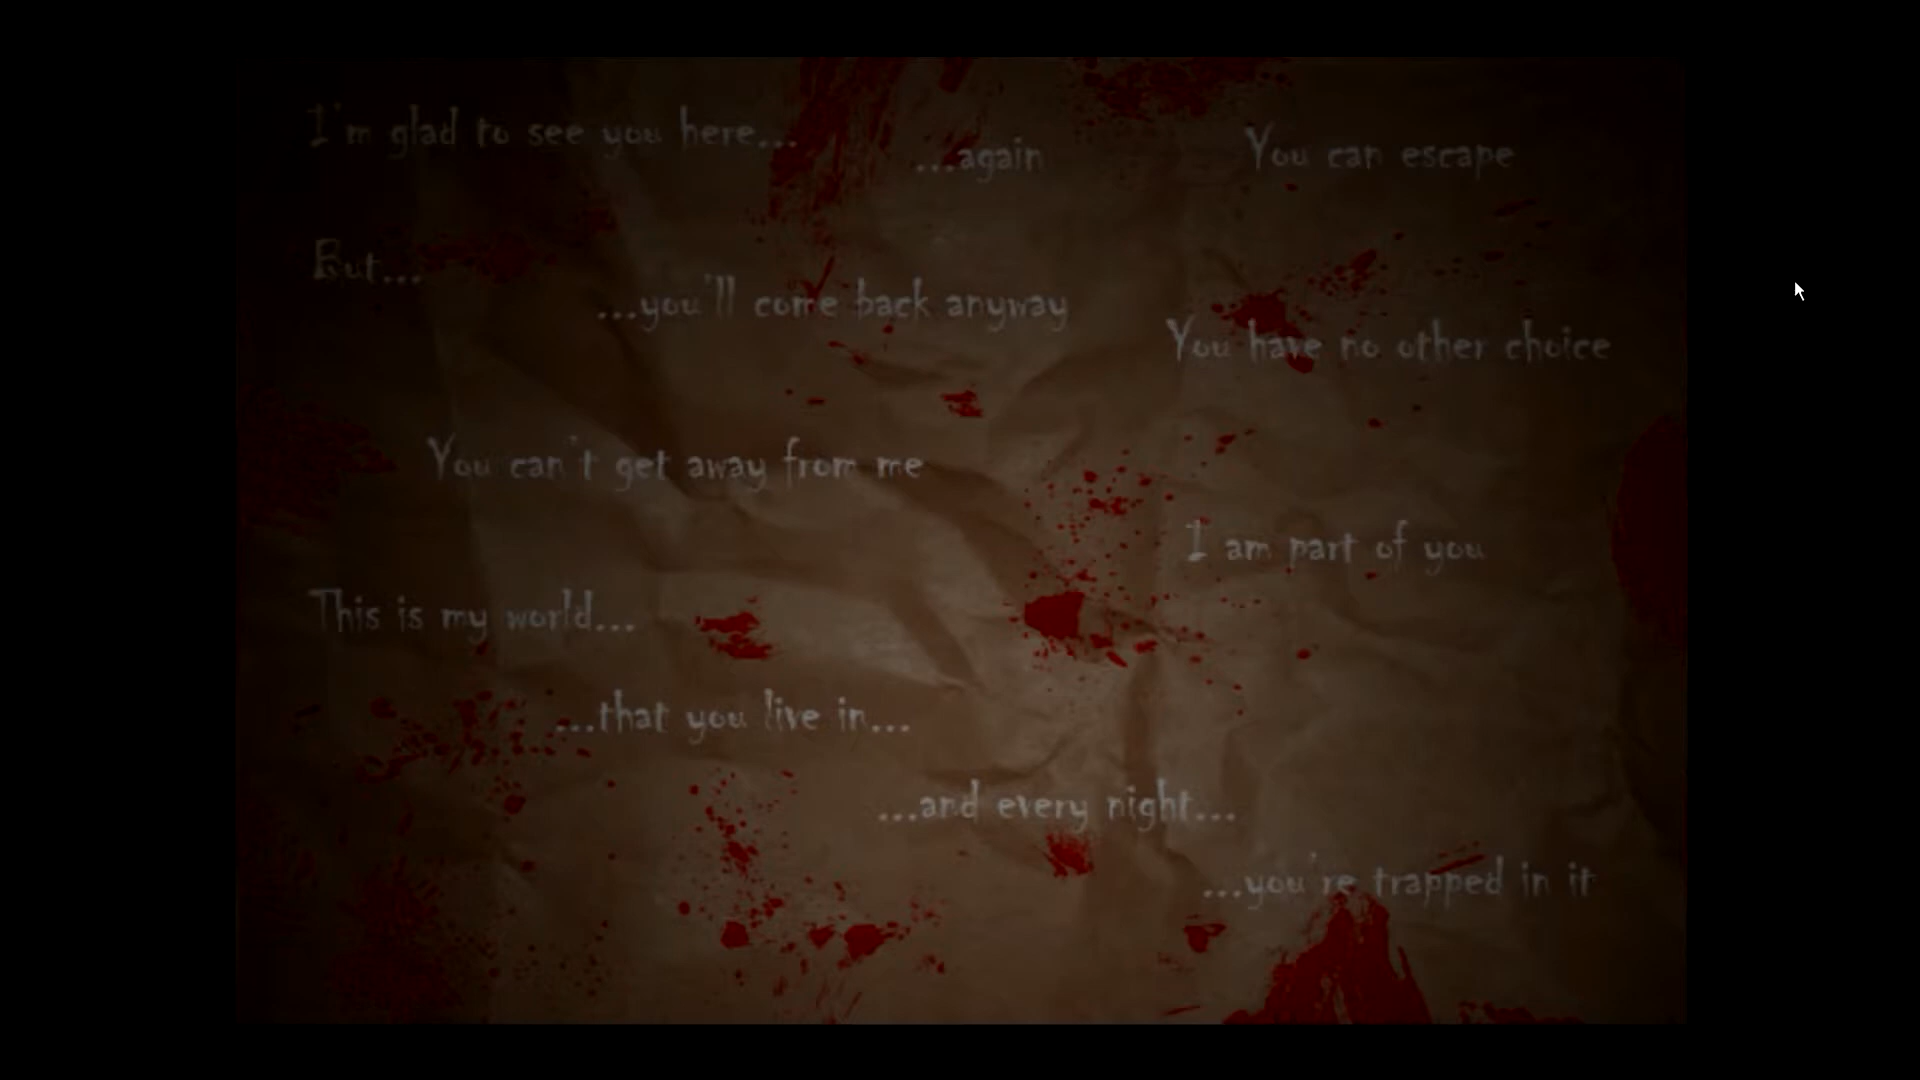 I'm glad to see you here...
...again
You can escape
But...
...you'll come back anyway
You have no other choice
You can't get away from me
I am part of you
This is my world...
...that you live in...
...and every night...
...you're trapped in it